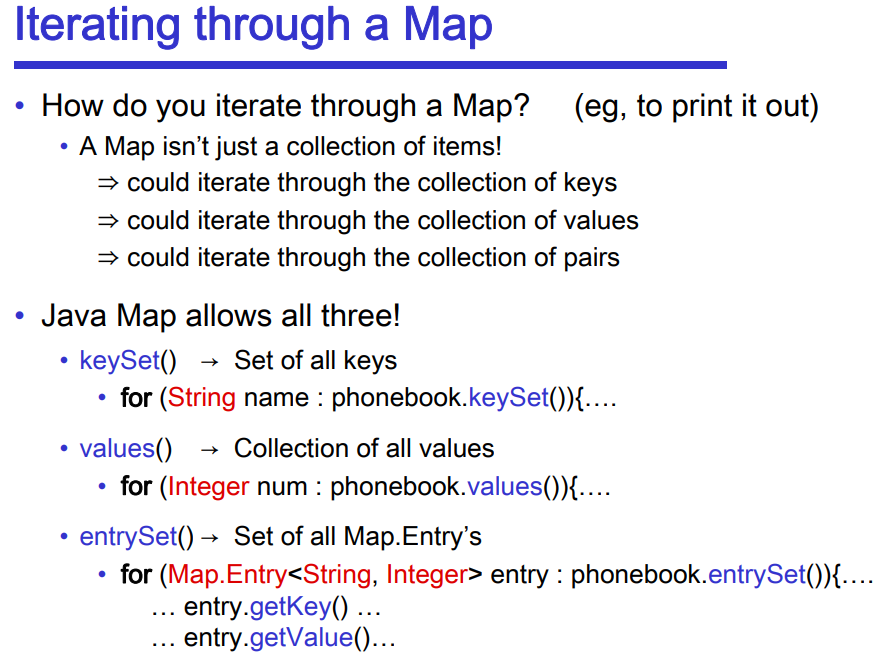 Iterating through a Map
• How do you iterate through a Map? (eg, to print it out)
• A Map isn't just a collection of items!
⇒ could iterate through the collection of keys
⇒ could iterate through the collection of values
⇒ could iterate through the collection of pairs
• Java Map allows all three!
• keySet() → Set of all keys
• for (String name : phonebook.keySet()){….
• values() → Collection of all values
• for (Integer num : phonebook.values()){….
• entrySet() → Set of all Map.Entry's
• for (Map.Entry<String, Integer> entry : phonebook.entrySet()){….
… entry.getKey() …
… entry.getValue()…